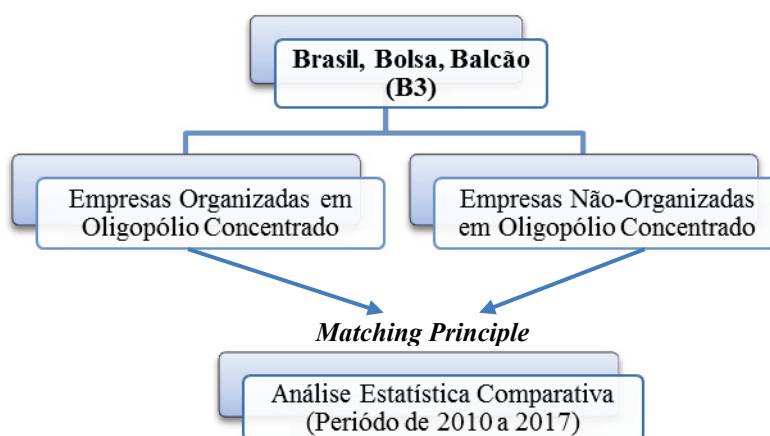 Brasil, Bolsa, Balcão
(B3)
Empresas Organizadas em
Oligopólio Concentrado
Empresas Não-Organizadas
em Oligopólio Concentrado
Matching Principle
Análise Estatística Comparativa
(Periódo de 2010 a 2017)